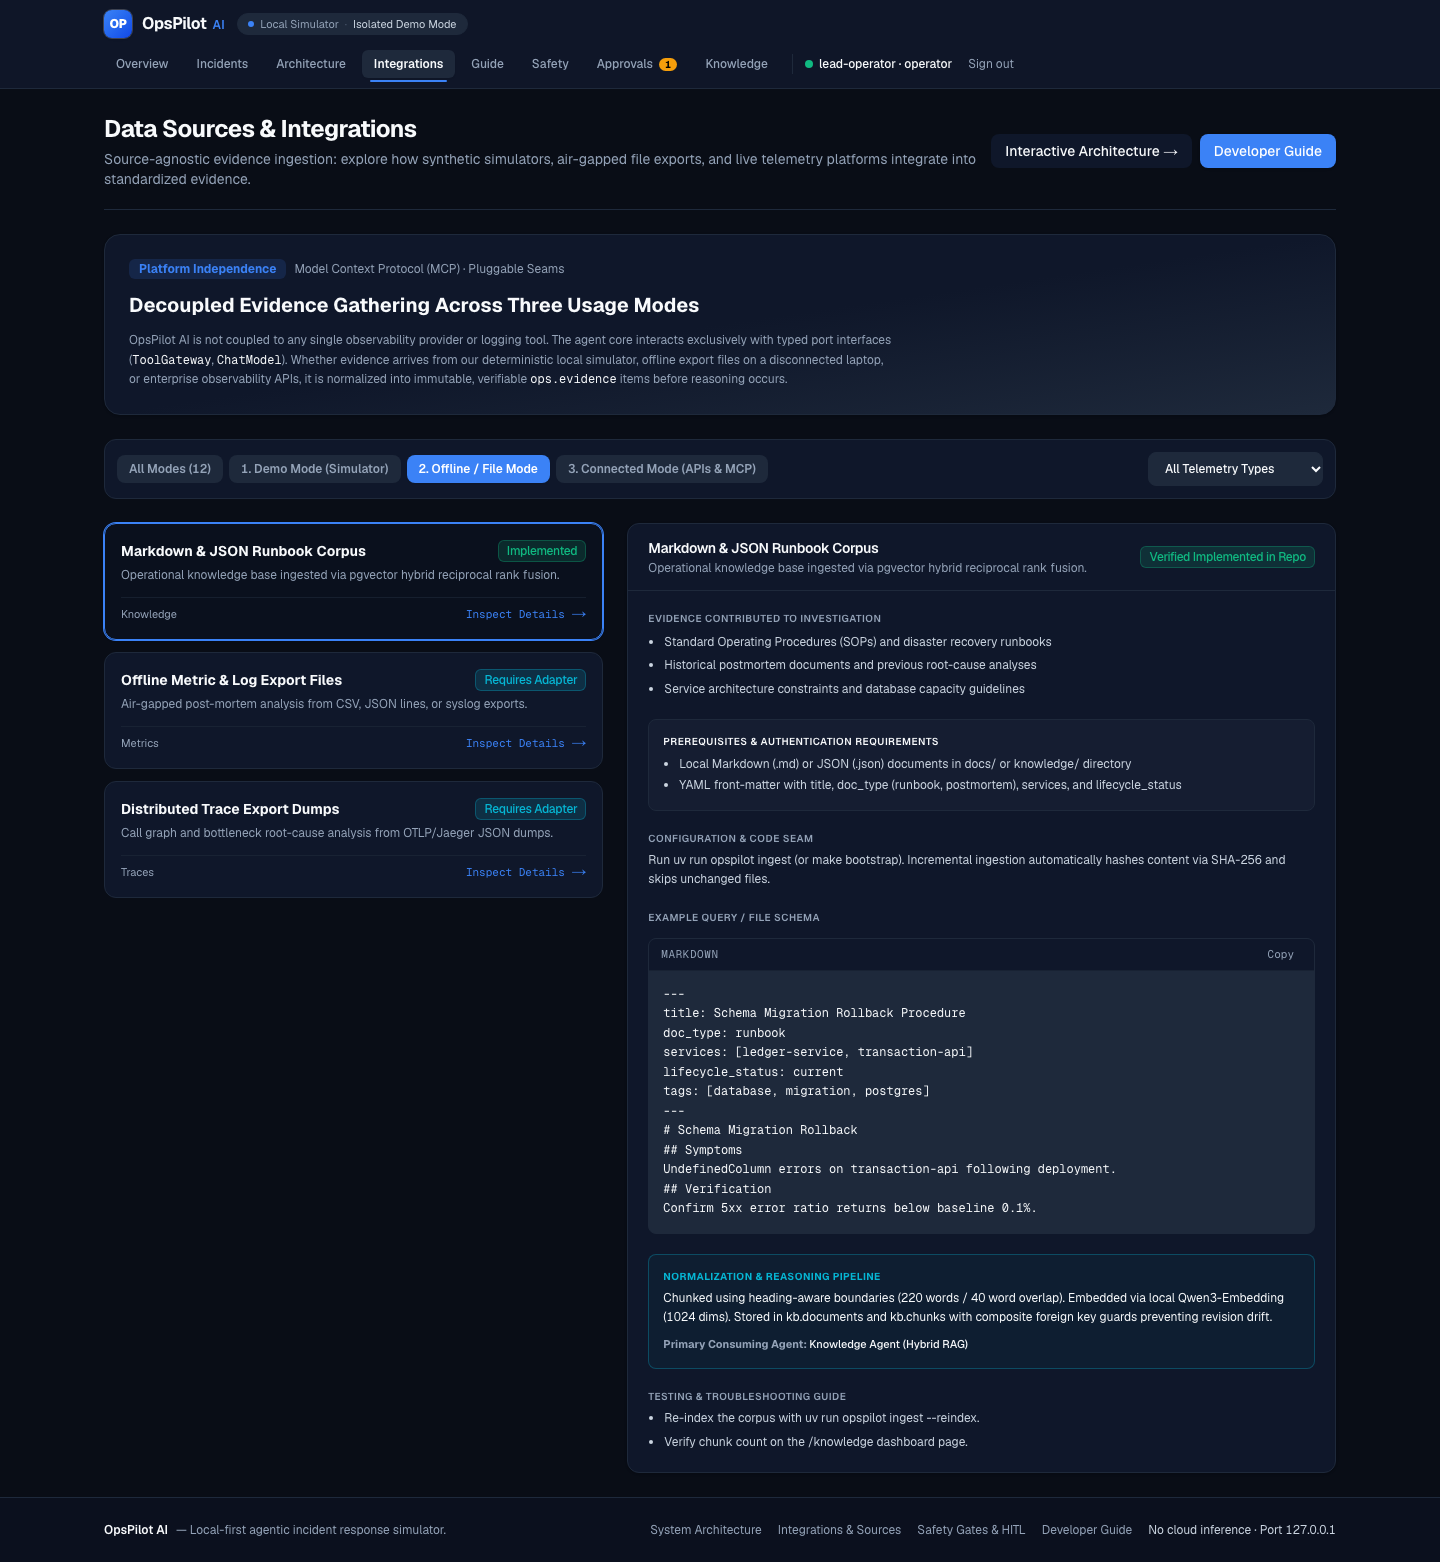 OP OpsPilot AI Local Simulator · Isolated Demo Mode
Overview Incidents Architecture Integrations Guide Safety Approvals 1 Knowledge lead-operator · operator Sign out
Data Sources & Integrations
Source-agnostic evidence ingestion: explore how synthetic simulators, air-gapped file exports, and live telemetry platforms integrate into
standardized evidence.
Interactive Architecture → Developer Guide
Platform Independence Model Context Protocol (MCP) · Pluggable Seams
Decoupled Evidence Gathering Across Three Usage Modes
OpsPilot AI is not coupled to any single observability provider or logging tool. The agent core interacts exclusively with typed port interfaces
(ToolGateway, ChatModel). Whether evidence arrives from our deterministic local simulator, offline export files on a disconnected laptop,
or enterprise observability APIs, it is normalized into immutable, verifiable ops.evidence items before reasoning occurs.
All Modes (12) 1. Demo Mode (Simulator) 2. Offline / File Mode 3. Connected Mode (APIs & MCP) All Telemetry Types
Markdown & JSON Runbook Corpus Implemented
Operational knowledge base ingested via pgvector hybrid reciprocal rank fusion.
Knowledge Inspect Details →
Offline Metric & Log Export Files Requires Adapter
Air-gapped post-mortem analysis from CSV, JSON lines, or syslog exports.
Metrics Inspect Details →
Distributed Trace Export Dumps Requires Adapter
Call graph and bottleneck root-cause analysis from OTLP/Jaeger JSON dumps.
Traces Inspect Details →
Markdown & JSON Runbook Corpus
Operational knowledge base ingested via pgvector hybrid reciprocal rank fusion.
Verified Implemented in Repo
EVIDENCE CONTRIBUTED TO INVESTIGATION
• Standard Operating Procedures (SOPs) and disaster recovery runbooks
• Historical postmortem documents and previous root-cause analyses
• Service architecture constraints and database capacity guidelines
PREREQUISITES & AUTHENTICATION REQUIREMENTS
• Local Markdown (.md) or JSON (.json) documents in docs/ or knowledge/ directory
• YAML front-matter with title, doc_type (runbook, postmortem), services, and lifecycle_status
CONFIGURATION & CODE SEAM
Run uv run opspilot ingest (or make bootstrap). Incremental ingestion automatically hashes content via SHA-256 and
skips unchanged files.
EXAMPLE QUERY / FILE SCHEMA
MARKDOWN Copy
---
title: Schema Migration Rollback Procedure
doc_type: runbook
services: [ledger-service, transaction-api]
lifecycle_status: current
tags: [database, migration, postgres]
---
# Schema Migration Rollback
## Symptoms
UndefinedColumn errors on transaction-api following deployment.
## Verification
Confirm 5xx error ratio returns below baseline 0.1%.
NORMALIZATION & REASONING PIPELINE
Chunked using heading-aware boundaries (220 words / 40 word overlap). Embedded via local Qwen3-Embedding
(1024 dims). Stored in kb.documents and kb.chunks with composite foreign key guards preventing revision drift.
Primary Consuming Agent: Knowledge Agent (Hybrid RAG)
TESTING & TROUBLESHOOTING GUIDE
• Re-index the corpus with uv run opspilot ingest --reindex.
• Verify chunk count on the /knowledge dashboard page.
OpsPilot AI — Local-first agentic incident response simulator. System Architecture Integrations & Sources Safety Gates & HITL Developer Guide No cloud inference · Port 127.0.0.1